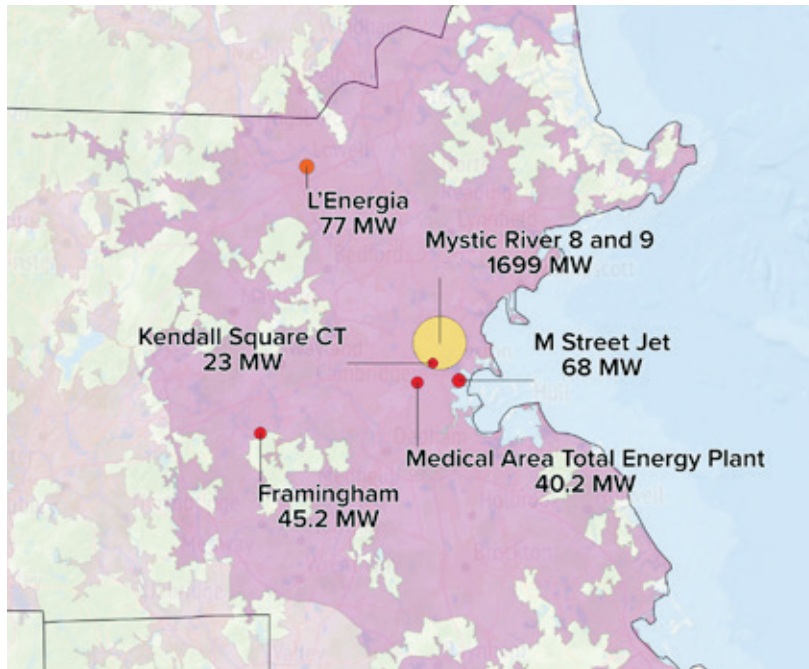 L'Energia
77 MW
Mystic River 8 and 9
1699 MW
Kendall Square CT
23 MW
M Street Jet
68 MW
Medical Area Total Energy Plant
40.2 MW
Framingham
45.2 MW